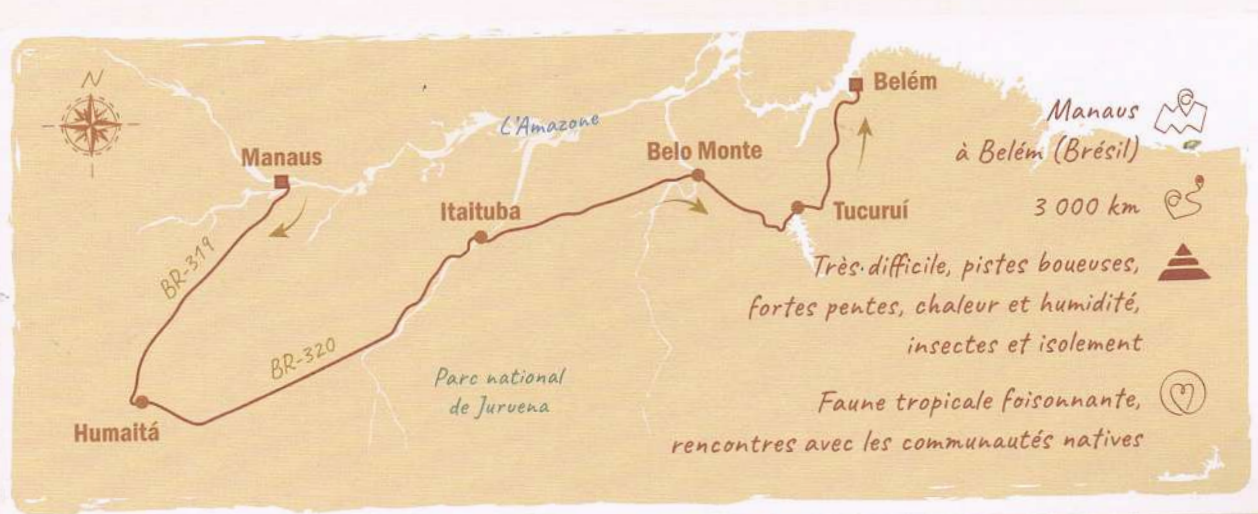 N
Manaus
BR-319
Humaitá
BR-320
Itaituba
L'Amazone
Parc national
de Juruena
Belo Monte
Tucuruí
Belém
Manaus
à Belém (Brésil)
3 000 km
Très difficile, pistes boueuses,
fortes pentes, chaleur et humidité,
insectes et isolement
Faune tropicale foisonnante,
rencontres avec les communautés natives